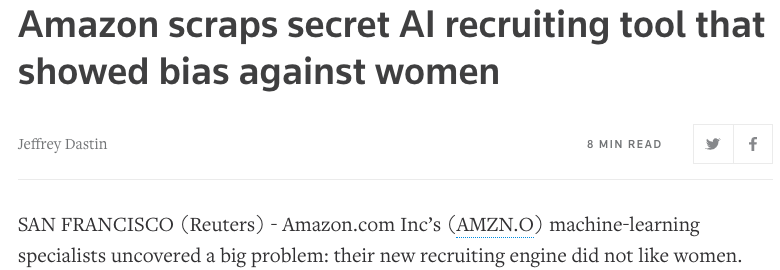 Amazon scraps secret AI recruiting tool that
showed bias against women
Jeffrey Dastin
8 MIN READ
SAN FRANCISCO (Reuters) - Amazon.com Inc’s (AMZN.O) machine-learning
specialists uncovered a big problem: their new recruiting engine did not like women.